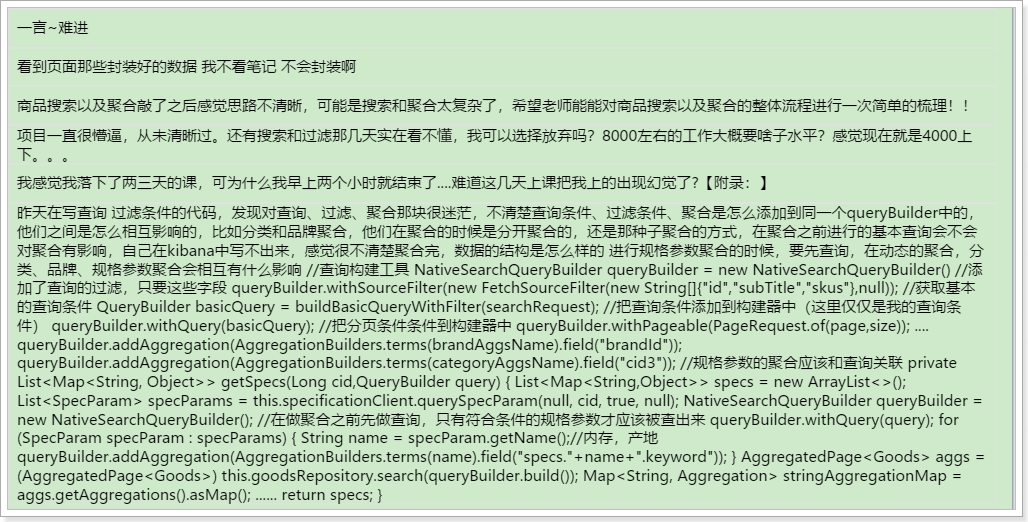 一言~难进
看到页面那些封装好的数据 我不看笔记 不会封装啊
商品搜索以及聚合敲了之后感觉思路不清晰，可能是搜索和聚合太复杂了，希望老师能能对商品搜索以及聚合的整体流程进行一次简单的梳理！！
项目一直很懵逼，从未清晰过。还有搜索和过滤那几天实在看不懂，我可以选择放弃吗？8000左右的工作大概要啥子水平？感觉现在就是4000上
下。。。
我感觉我落下了两三天的课，可为什么我早上两个小时就结束了....难道这几天上课把我上的出现幻觉了?【附录：】
昨天在写查询 过滤条件的代码，发现对查询、过滤、聚合那块很迷茫，不清楚查询条件、过滤条件、聚合是怎么添加到同一个queryBuilder中的，
他们之间是怎么相互影响的，比如分类和品牌聚合，他们在聚合的时候是分开聚合的，还是那种子聚合的方式，在聚合之前进行的基本查询会不会
对聚合有影响，自己在kibana中写不出来，感觉很不清楚聚合完，数据的结构是怎么样的 进行规格参数聚合的时候，要先查询，在动态的聚合，分
类、品牌、规格参数聚合会相互有什么影响 //查询构建工具 NativeSearchQueryBuilder queryBuilder = new NativeSearchQueryBuilder() //添
加了查询的过滤，只要这些字段 queryBuilder.withSourceFilter(new FetchSourceFilter(new String[]{"id","subTitle","skus"},null)); //获取基本
的查询条件 QueryBuilder basicQuery = buildBasicQueryWithFilter(searchRequest); //把查询条件添加到构建器中（这里仅仅是我的查询条
件） queryBuilder.withQuery(basicQuery); //把分页条件条件到构建器中 queryBuilder.withPageable(PageRequest.of(page,size)); ....
queryBuilder.addAggregation(AggregationBuilders.terms(brandAggsName).field("brandId"));
queryBuilder.addAggregation(AggregationBuilders.terms(categoryAggsName).field("cid3")); //规格参数的聚合应该和查询关联 private
List<Map<String, Object>> getSpecs(Long cid,QueryBuilder query) { List<Map<String,Object>> specs = new ArrayList<>();
List<SpecParam> specParams = this.specificationClient.querySpecParam(null, cid, true, null); NativeSearchQueryBuilder queryBuilder =
new NativeSearchQueryBuilder(); //在做聚合之前先做查询，只有符合条件的规格参数才应该被查出来 queryBuilder.withQuery(query); for
(SpecParam specParam : specParams) { String name = specParam.getName();//内存，产地
queryBuilder.addAggregation(AggregationBuilders.terms(name).field("specs."+name+".keyword")); } AggregatedPage<Goods> aggs =
(AggregatedPage<Goods>) this.goodsRepository.search(queryBuilder.build()); Map<String, Aggregation> stringAggregationMap =
aggs.getAggregations().asMap(); ...... return specs; }